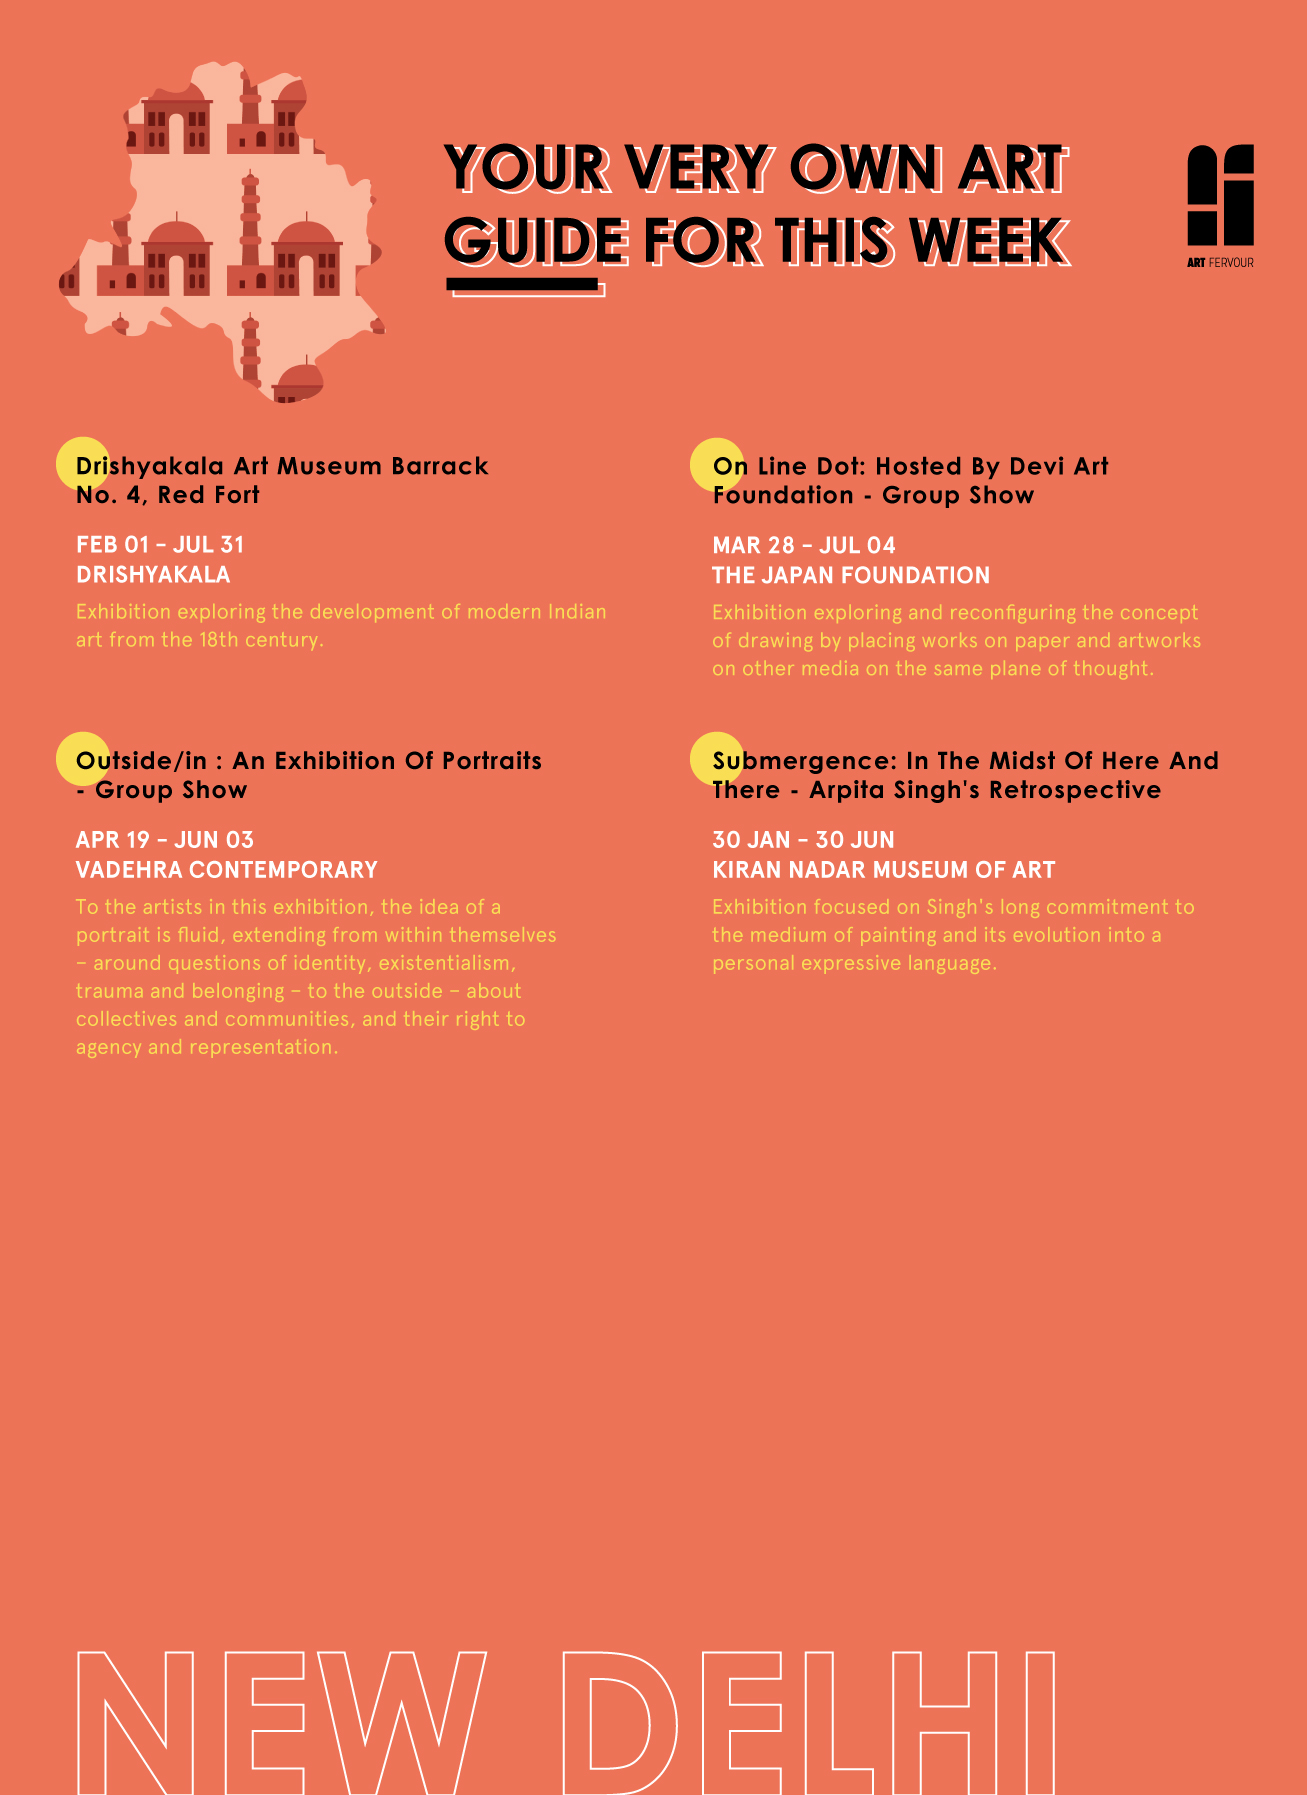 YOUR VERY OWN ART
GUIDE FOR THIS WEEK
ART FERVOUR
Drishyakala Art Museum Barrack
No. 4, Red Fort
FEB 01 – JUL 31
DRISHYAKALA
Exhibition exploring the development of modern Indian
art from the 18th century.
On Line Dot: Hosted By Devi Art
Foundation - Group Show
MAR 28 – JUL 04
THE JAPAN FOUNDATION
Exhibition exploring and reconfiguring the concept
of drawing by placing works on paper and artworks
on other media on the same plane of thought.
Outside/in : An Exhibition Of Portraits
- Group Show
APR 19 – JUN 03
VADEHRA CONTEMPORARY
To the artists in this exhibition, the idea of a
portrait is fluid, extending from within themselves
– around questions of identity, existentialism,
trauma and belonging – to the outside – about
collectives and communities, and their right to
agency and representation.
Submergence: In The Midst Of Here And
There - Arpita Singh's Retrospective
30 JAN – 30 JUN
KIRAN NADAR MUSEUM OF ART
Exhibition focused on Singh's long commitment to
the medium of painting and its evolution into a
personal expressive language.
NEW DELHI